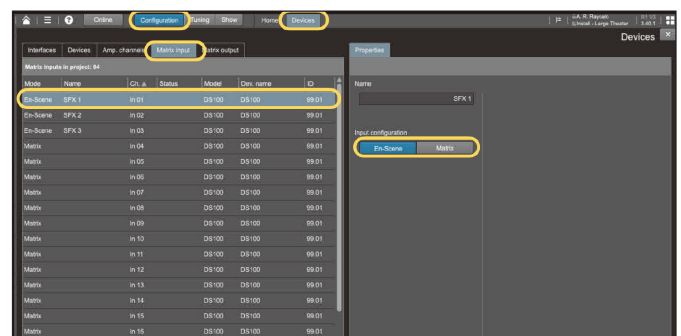 Online Configuration Tuning Show Home Devices A. R. Raycarc
Install - Large Theater
Devices
Interfaces Devices Amp. channels Matrix input Matrix output Properties
Matrix inputs in project: 64
Mode Name Ch. Status Model Dev. name ID Name
En-Scene SFX 1 In 01 DS100 DS100 99.01 SFX 1
En-Scene SFX 2 In 02 DS100 DS100 99.01
En-Scene SFX 3 In 03 DS100 DS100 99.01 Input configuration
Matrix In 04 DS100 DS100 99.01 En-Scene Matrix
Matrix In 05 DS100 DS100 99.01
Matrix In 06 DS100 DS100 99.01
Matrix In 07 DS100 DS100 99.01
Matrix In 08 DS100 DS100 99.01
Matrix In 09 DS100 DS100 99.01
Matrix In 10 DS100 DS100 99.01
Matrix In 11 DS100 DS100 99.01
Matrix In 12 DS100 DS100 99.01
Matrix In 13 DS100 DS100 99.01
Matrix In 14 DS100 DS100 99.01
Matrix In 15 DS100 DS100 99.01
Matrix In 16 DS100 DS100 99.01